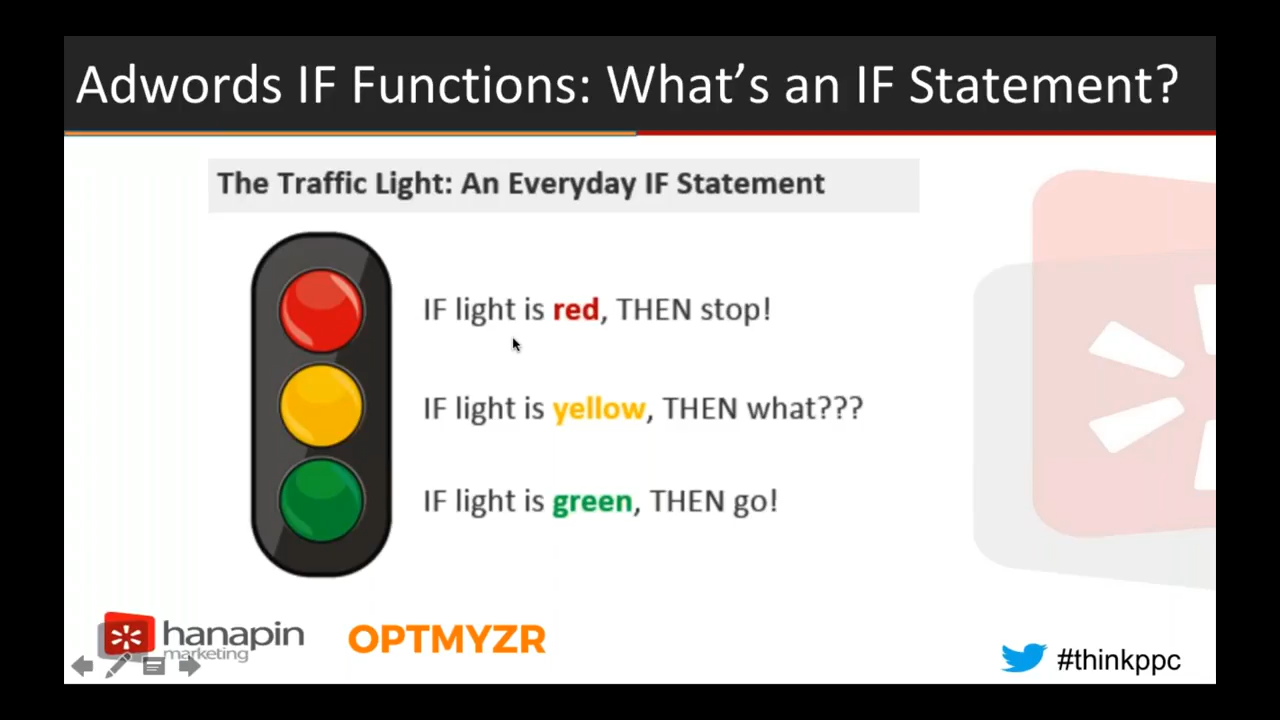 Adwords IF Functions: What's an IF Statement?
The Traffic Light: An Everyday IF Statement
IF light is red, THEN stop!
IF light is yellow, THEN what???
IF light is green, THEN go!
hanapin
marketing
OPTMYZR
#thinkppc